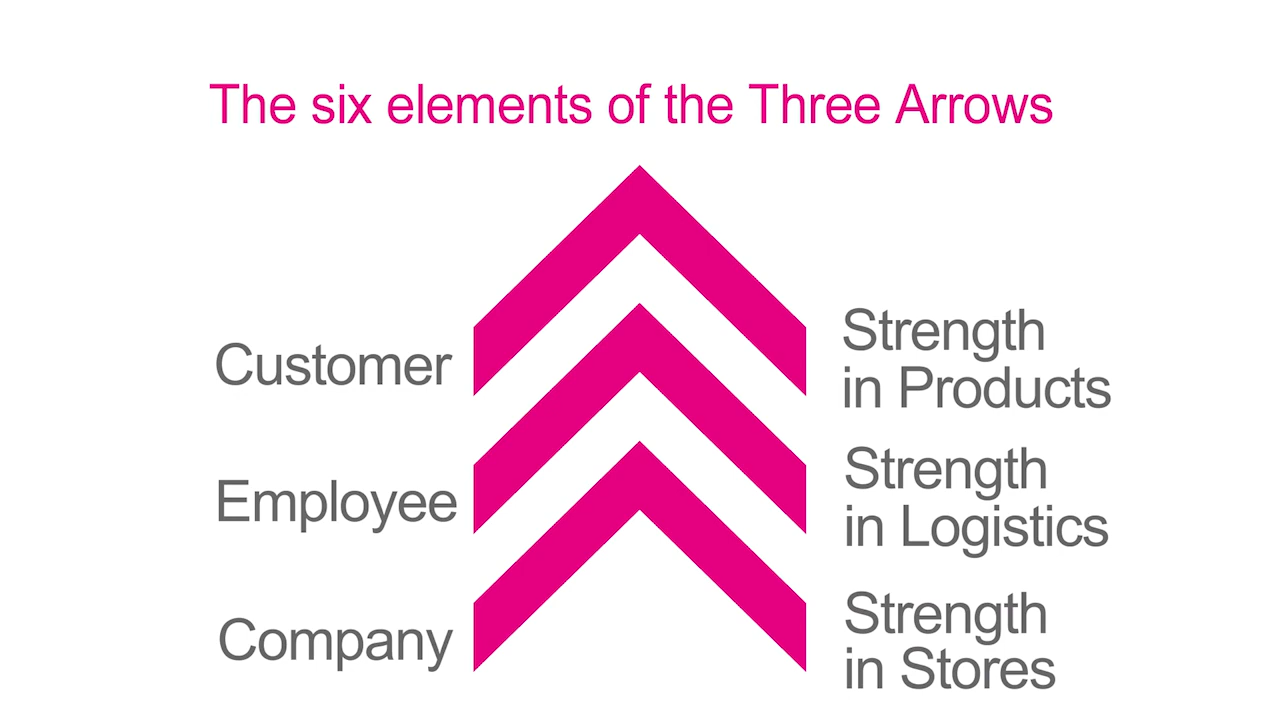 The six elements of the Three Arrows
Customer
Strength
in Products
Employee
Strength
in Logistics
Company
Strength
in Stores